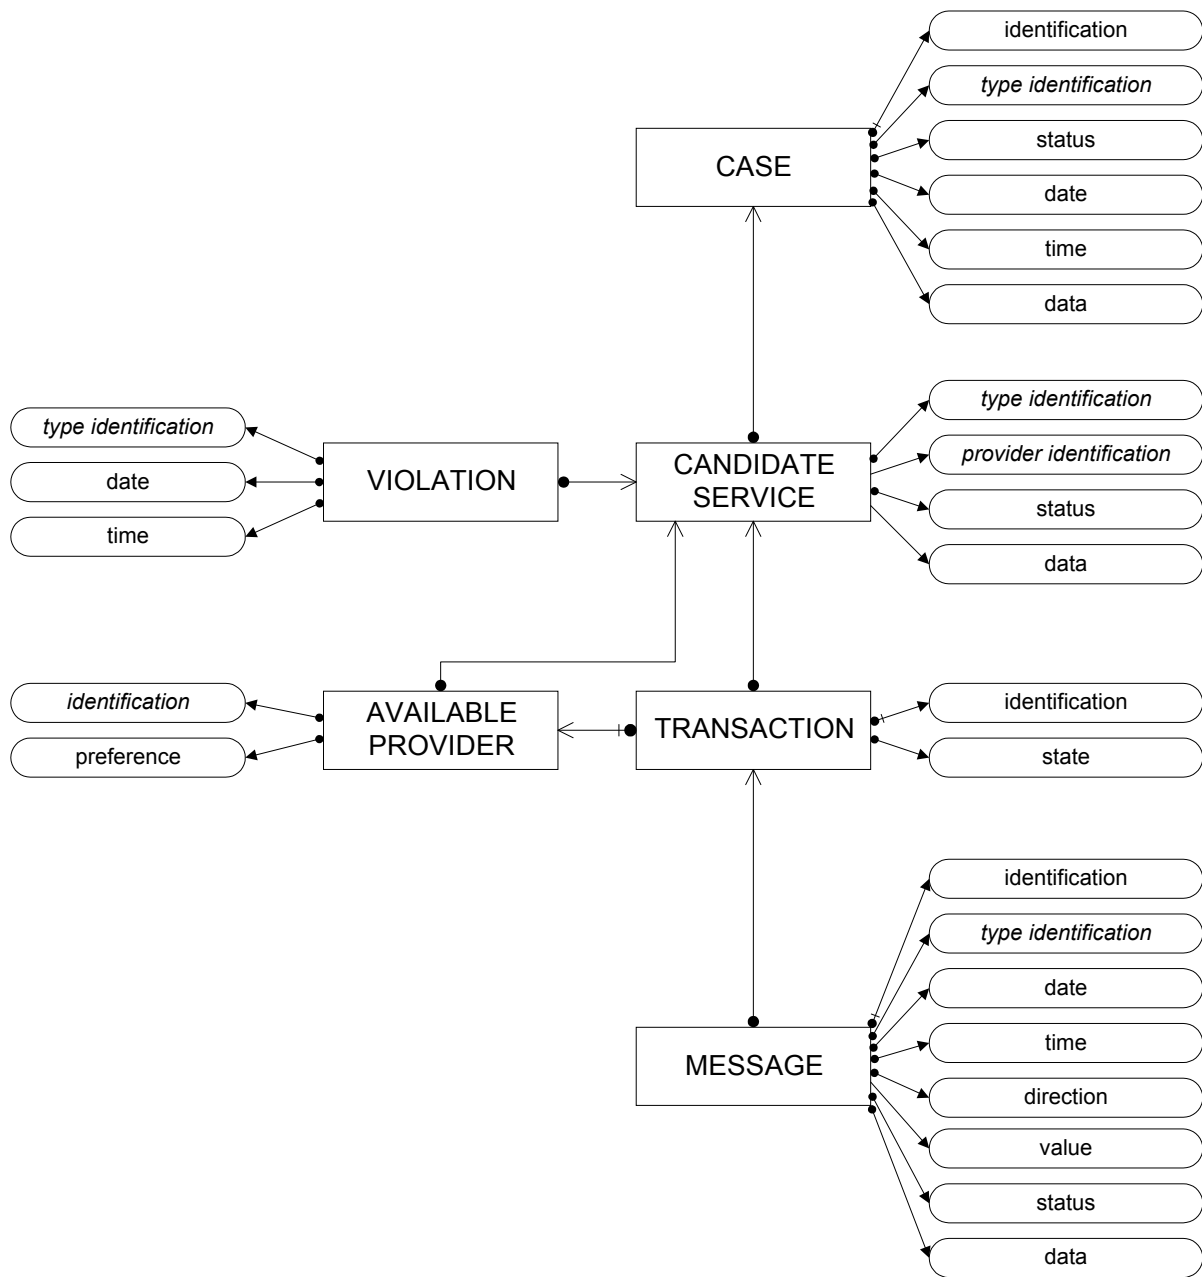 identification
type identification
status
date
time
data
CASE
type identification
date
time
VIOLATION
CANDIDATE
SERVICE
type identification
provider identification
status
data
identification
preference
AVAILABLE
PROVIDER
TRANSACTION
identification
state
MESSAGE
identification
type identification
date
time
direction
value
status
data